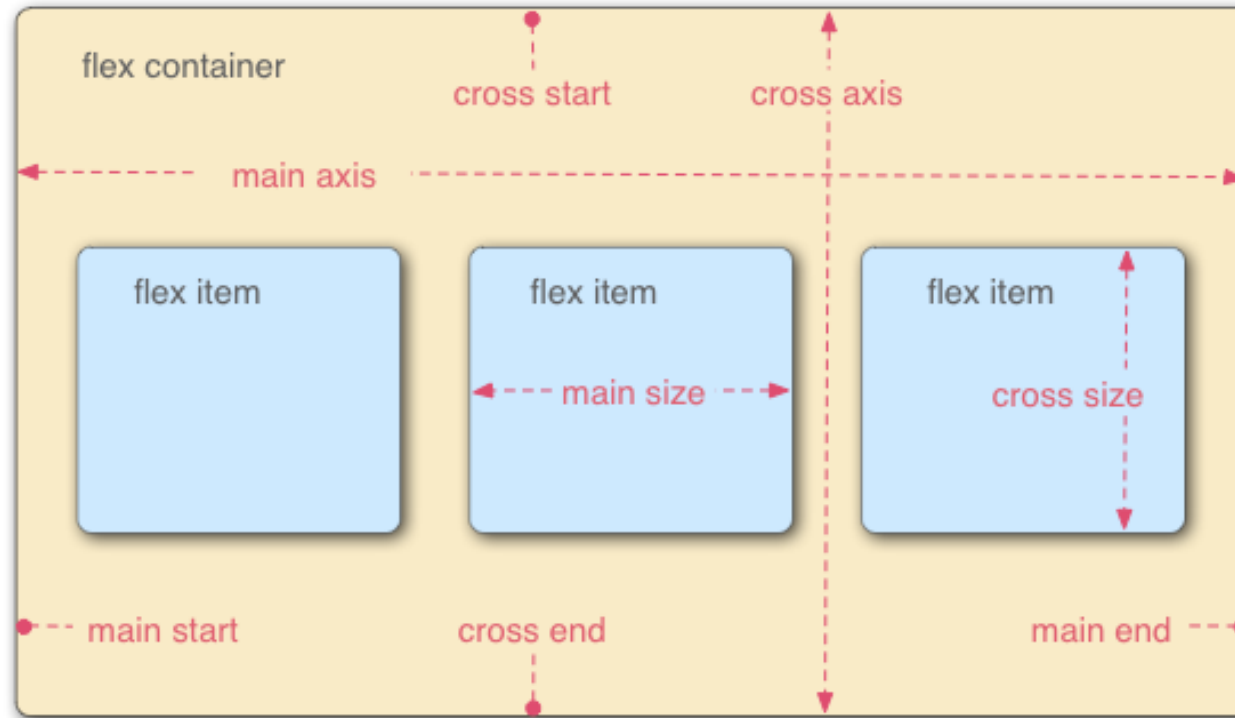 flex container
cross start
cross axis
main axis
flex item
flex item
flex item
main size
cross size
main start
cross end
main end